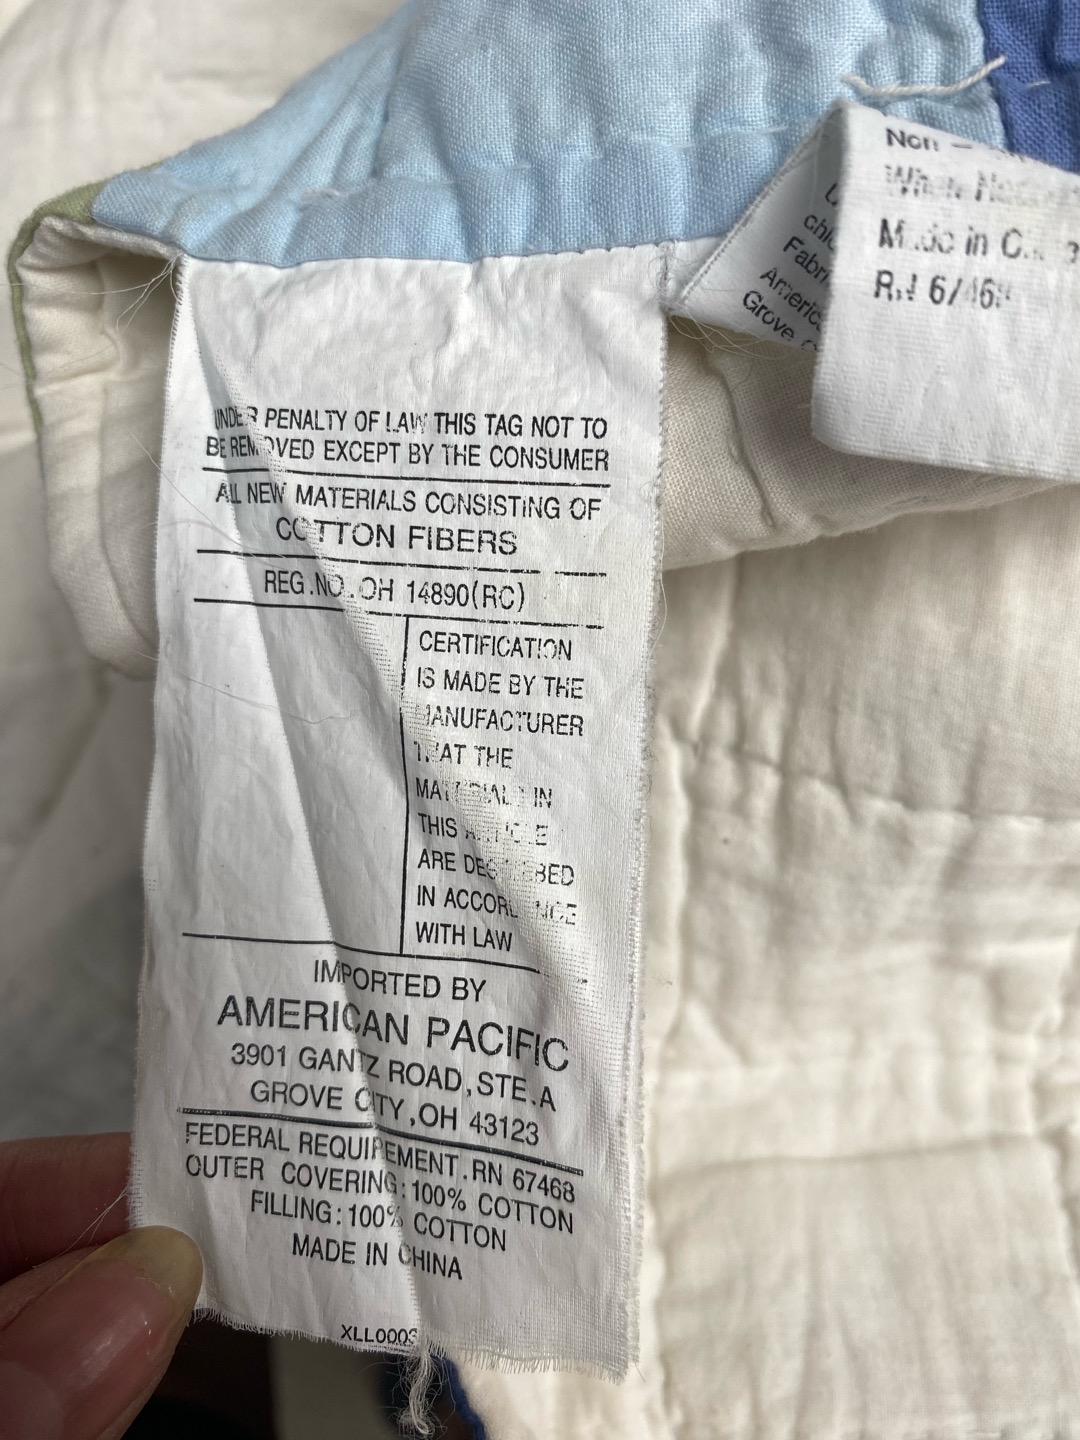 UNDER PENALTY OF LAW THIS TAG NOT TO
BE REMOVED EXCEPT BY THE CONSUMER
ALL NEW MATERIALS CONSISTING OF
COTTON FIBERS
REG.NO.OH 14890(RC)
CERTIFICATION
IS MADE BY THE
MANUFACTURER
THAT THE
MATERIALS IN
THIS ARTICLE
ARE DESCRIBED
IN ACCORDANCE
WITH LAW
IMPORTED BY
AMERICAN PACIFIC
3901 GANTZ ROAD, STE.A
GROVE CITY, OH 43123
FEDERAL REQUIREMENT.RN 67468
OUTER COVERING:100% COTTON
FILLING:100% COTTON
MADE IN CHINA
XLL0003
Non –
When
Made in
Grove